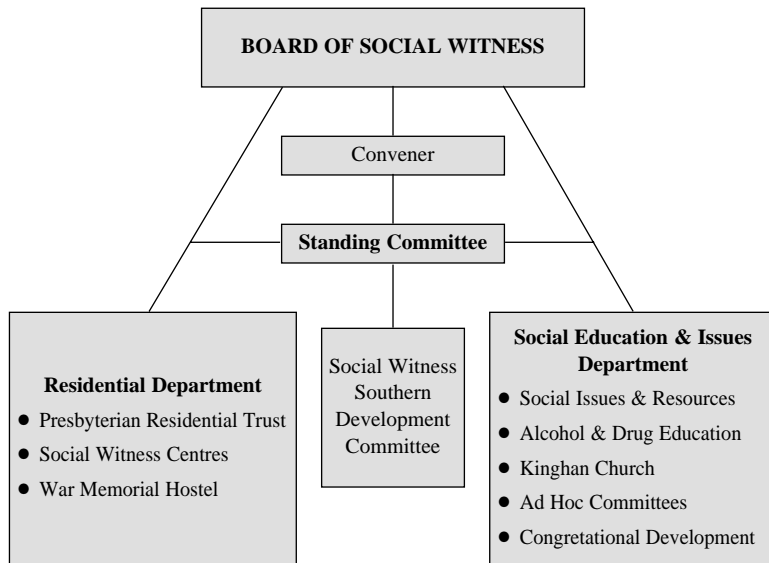 BOARD OF SOCIAL WITNESS
Convener
Standing Committee
Residential Department
● Presbyterian Residential Trust
● Social Witness Centres
● War Memorial Hostel
Social Witness
Southern
Development
Committee
Social Education & Issues
Department
● Social Issues & Resources
● Alcohol & Drug Education
● Kinghan Church
● Ad Hoc Committees
● Congretational Development